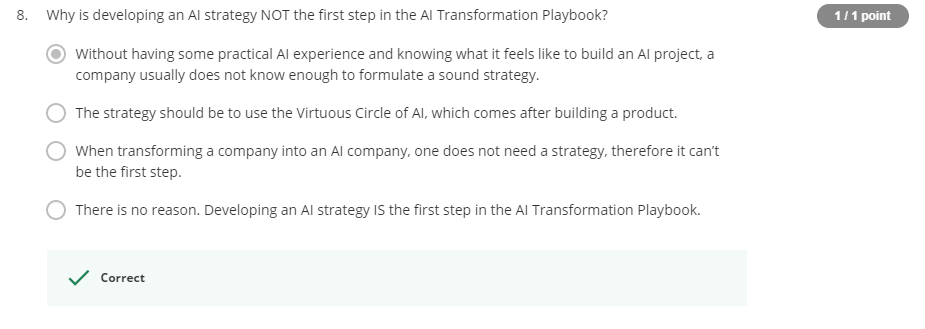 8. Why is developing an AI strategy NOT the first step in the AI Transformation Playbook?
1 / 1 point
Without having some practical AI experience and knowing what it feels like to build an AI project, a
company usually does not know enough to formulate a sound strategy.
The strategy should be to use the Virtuous Circle of AI, which comes after building a product.
When transforming a company into an AI company, one does not need a strategy, therefore it can't
be the first step.
There is no reason. Developing an AI strategy IS the first step in the AI Transformation Playbook.
Correct